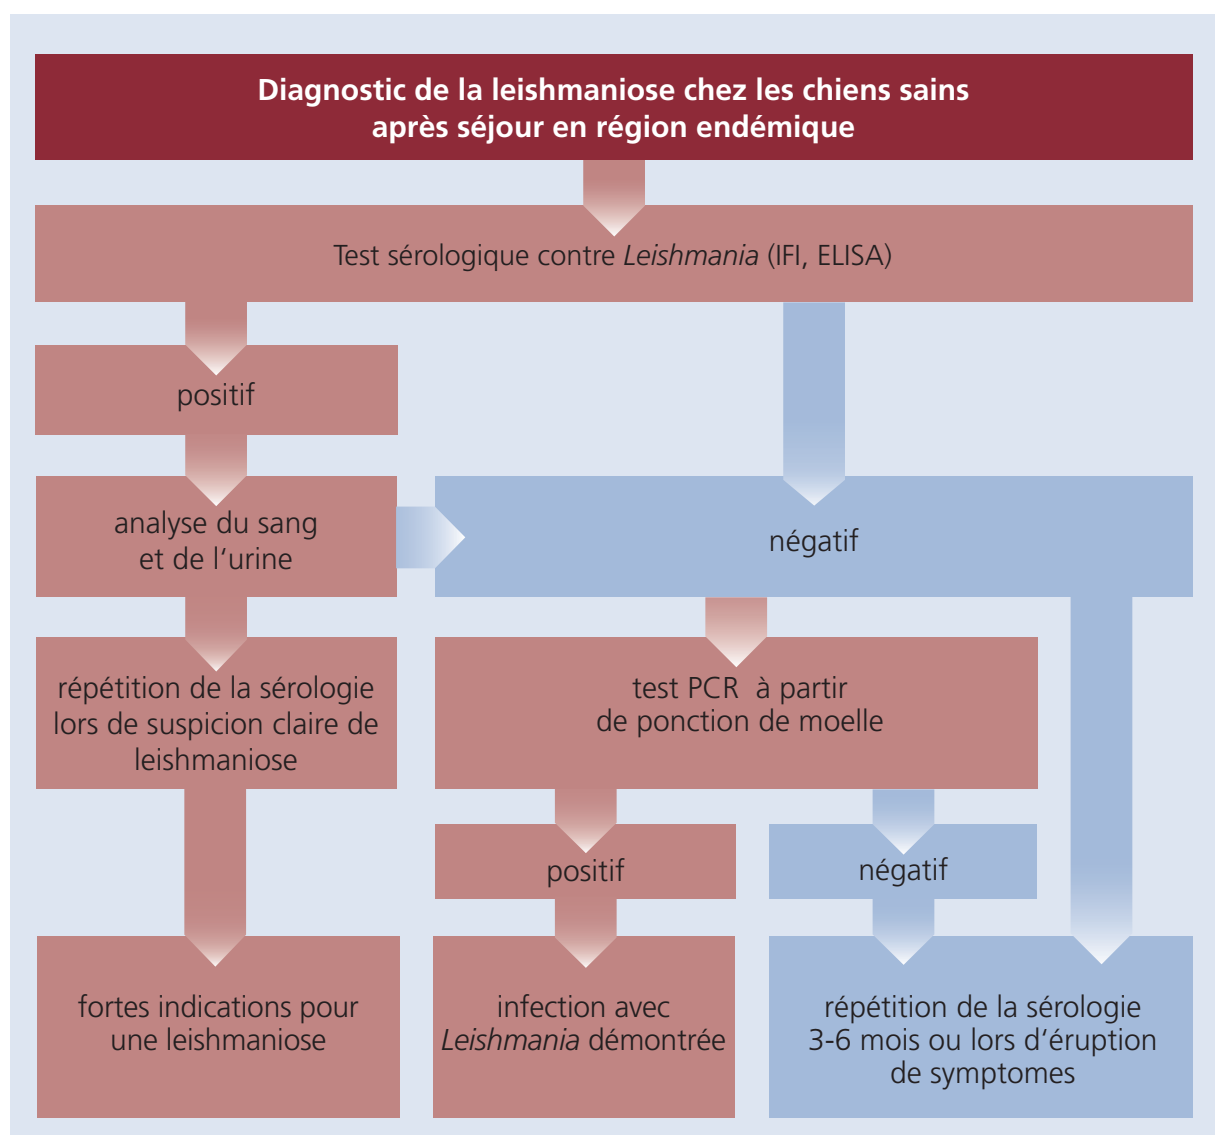 Diagnostic de la leishmaniose chez les chiens sains
après séjour en région endémique
Test sérologique contre Leishmania (IFI, ELISA)
positif
analyse du sang
et de l‘urine
négatif
répétition de la sérologie
lors de suspicion claire de
leishmaniose
test PCR à partir
de ponction de moelle
positif
négatif
fortes indications pour
une leishmaniose
infection avec
Leishmania démontrée
répétition de la sérologie
3-6 mois ou lors d‘éruption
de symptomes